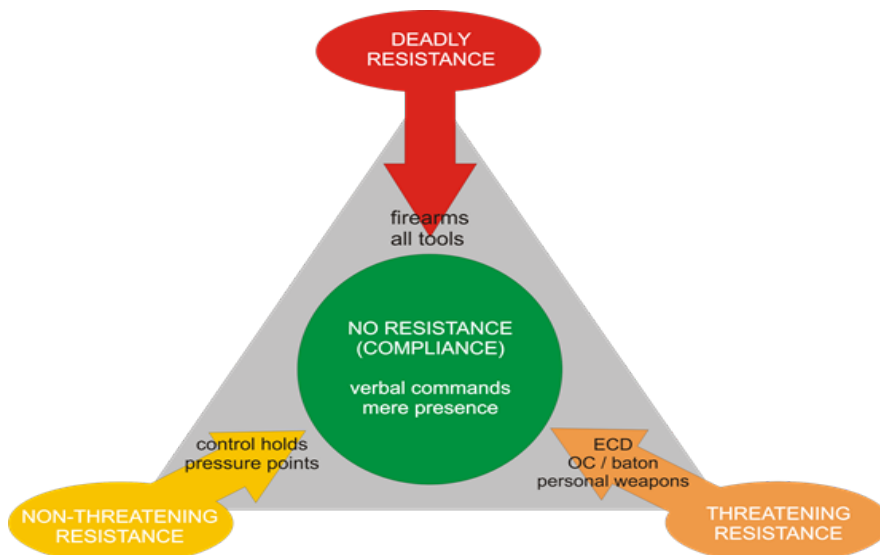 DEADLY
RESISTANCE
firearms
all tools
NO RESISTANCE
(COMPLIANCE)
verbal commands
mere presence
control holds
pressure points
ECD
OC / baton
personal weapons
NON-THREATENING
RESISTANCE
THREATENING
RESISTANCE